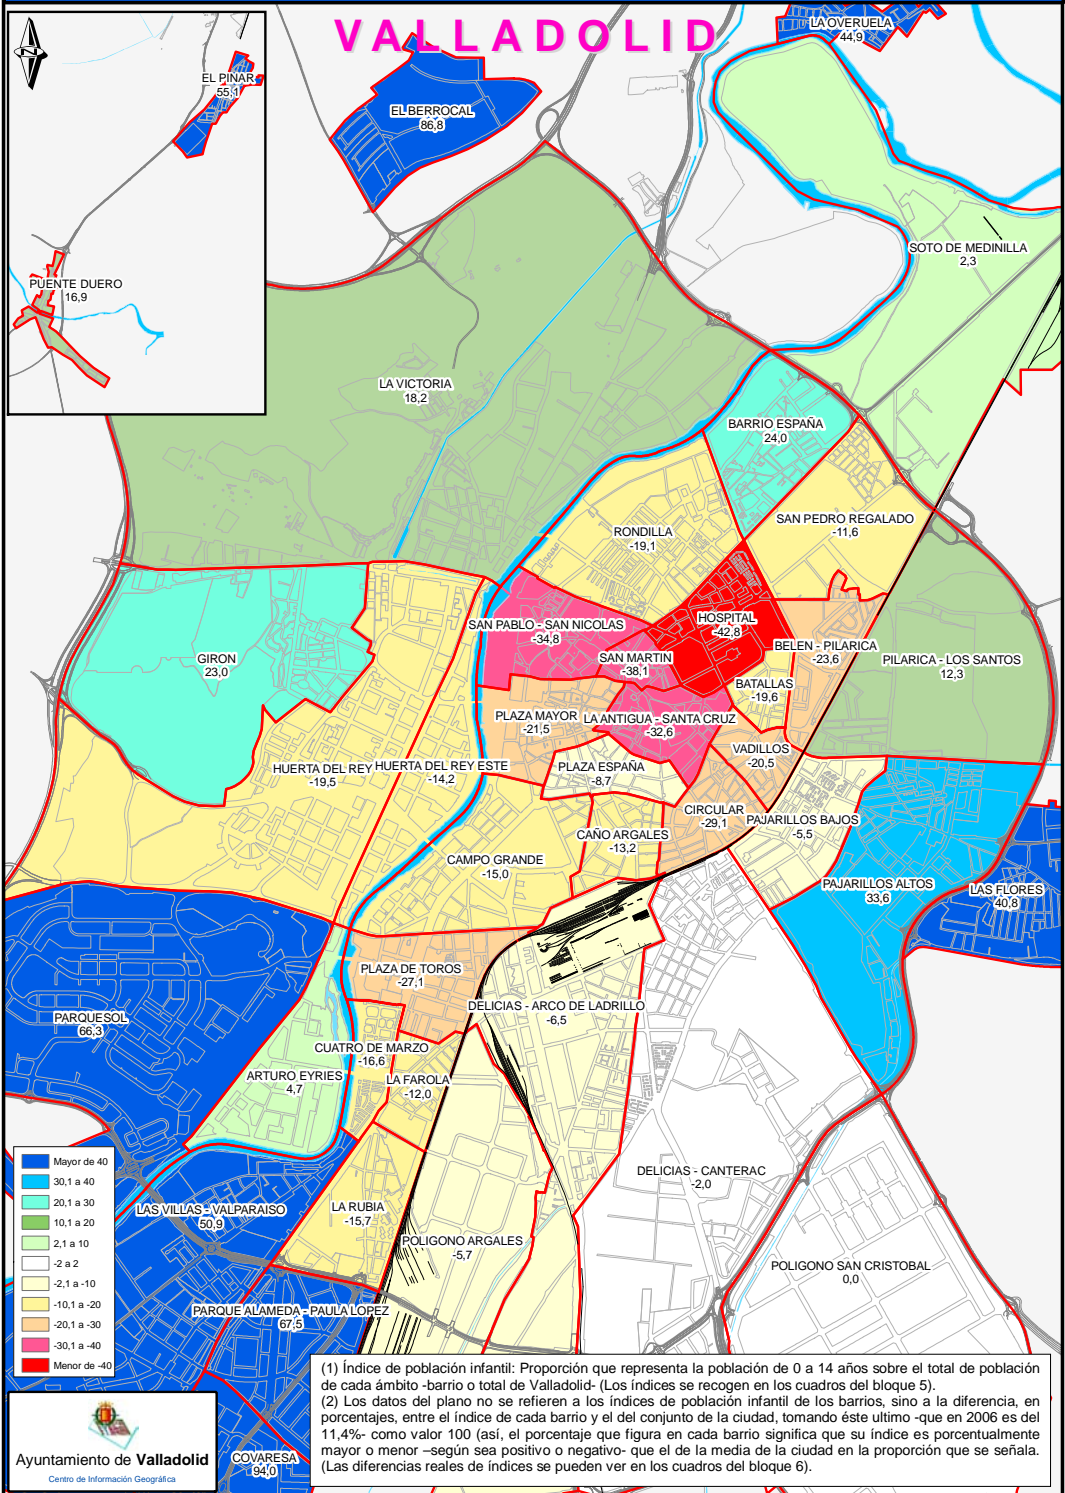 VALLADOLID
LA OVERUELA
44,9
EL PINAR
55,1
EL BERROCAL
86,8
SOTO DE MEDINILLA
2,3
PUENTE DUERO
16,9
LA VICTORIA
18,2
BARRIO ESPAÑA
24,0
SAN PEDRO REGALADO
-11,6
RONDILLA
-19,1
HOSPITAL
-42,8
SAN PABLO - SAN NICOLAS
-34,8
SAN MARTIN
-38,1
BELEN - PILARICA
-23,6
PILARICA - LOS SANTOS
12,3
GIRON
23,0
BATALLAS
-19,6
PLAZA MAYOR
-21,5
LA ANTIGUA - SANTA CRUZ
-32,6
VADILLOS
-20,5
HUERTA DEL REY
-19,5
HUERTA DEL REY ESTE
-14,2
PLAZA ESPAÑA
-8,7
CIRCULAR
-29,1
PAJARILLOS BAJOS
-5,5
CAÑO ARGALES
-13,2
CAMPO GRANDE
-15,0
PAJARILLOS ALTOS
33,6
LAS FLORES
40,8
PLAZA DE TOROS
-27,1
DELICIAS - ARCO DE LADRILLO
-6,5
PARQUESOL
66,3
CUATRO DE MARZO
-16,6
ARTURO EYRIES
4,7
LA FAROLA
-12,0
DELICIAS - CANTERAC
-2,0
LAS VILLAS - VALPARAISO
50,9
LA RUBIA
-15,7
POLIGONO ARGALES
-5,7
POLIGONO SAN CRISTOBAL
0,0
PARQUE ALAMEDA - PAULA LOPEZ
67,5
COVARESA
94,0
Mayor de 40
30,1 a 40
20,1 a 30
10,1 a 20
2,1 a 10
-2 a 2
-2,1 a -10
-10,1 a -20
-20,1 a -30
-30,1 a -40
Menor de -40
Ayuntamiento de Valladolid
Centro de Información Geográfica
(1) Índice de población infantil: Proporción que representa la población de 0 a 14 años sobre el total de población
de cada ámbito -barrio o total de Valladolid- (Los índices se recogen en los cuadros del bloque 5).
(2) Los datos del plano no se refieren a los índices de población infantil de los barrios, sino a la diferencia, en
porcentajes, entre el índice de cada barrio y el del conjunto de la ciudad, tomando éste ultimo -que en 2006 es del
11,4%- como valor 100 (así, el porcentaje que figura en cada barrio significa que su índice es porcentualmente
mayor o menor –según sea positivo o negativo- que el de la media de la ciudad en la proporción que se señala.
(Las diferencias reales de índices se pueden ver en los cuadros del bloque 6).